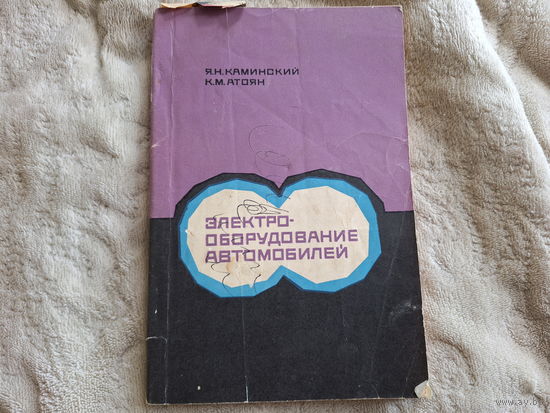 Я.Н.КАМИНСКИЙ
К.М.АТОЯН
ЭЛЕКТРО-
ОБОРУДОВАНИЕ
АВТОМОБИЛЕЙ